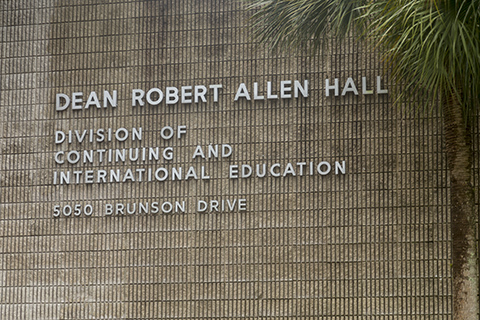 DEAN ROBERT ALLEN HALL
DIVISION OF
CONTINUING AND
INTERNATIONAL EDUCATION
5050 BRUNSON DRIVE